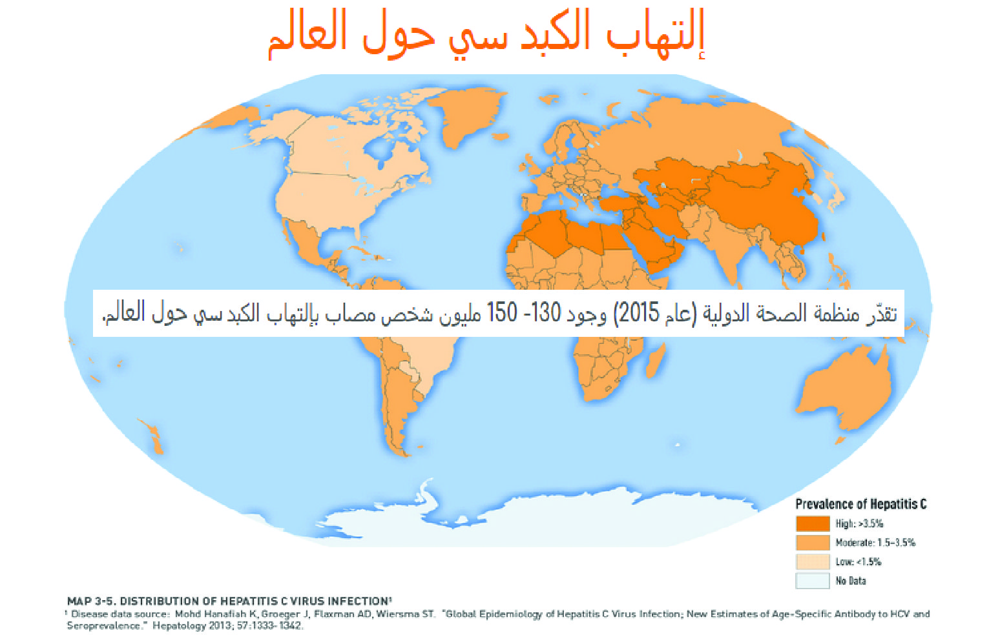 إلتهاب الكبد سي حول العالم
تقدّر منظمة الصحة الدولية (عام 2015) وجود 130- 150 مليون شخص مصاب بإلتهاب الكبد سي حول العالم.
Prevalence of Hepatitis C
High: >3.5%
Moderate: 1.5–3.5%
Low: <1.5%
No Data
MAP 3-5. DISTRIBUTION OF HEPATITIS C VIRUS INFECTION¹
¹ Disease data source: Mohd Hanafiah K, Groeger J, Flaxman AD, Wiersma ST. "Global Epidemiology of Hepatitis C Virus Infection; New Estimates of Age-Specific Antibody to HCV and
Seroprevalence." Hepatology 2013; 57:1333-1342.